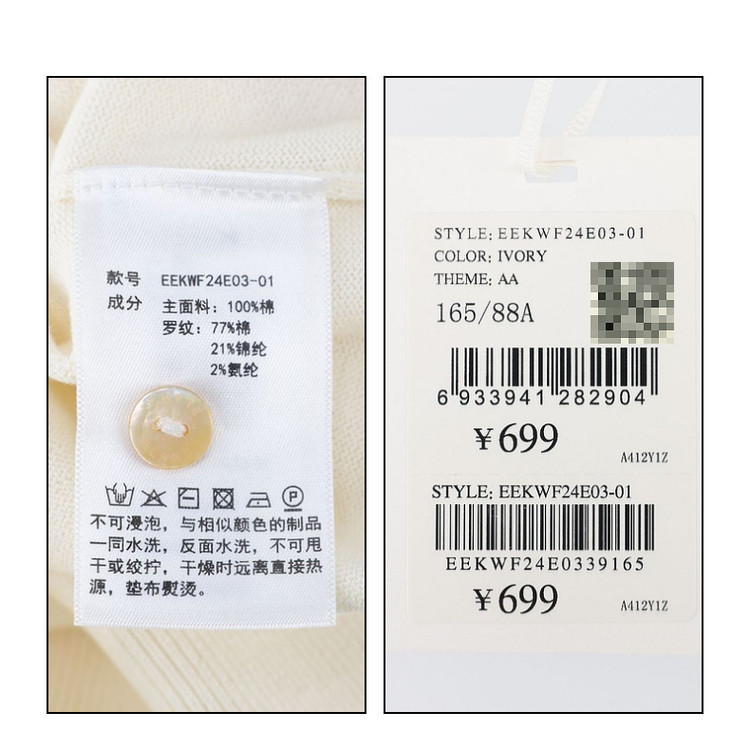 款号 EEKWF24E03-01
成分 主面料：100%棉
罗纹：77%棉
21%锦纶
2%氨纶
P
不可浸泡，与相似颜色的制品
一同水洗，反面水洗，不可甩
干或绞拧，干燥时远离直接热
源，垫布熨烫。
STYLE: EEKWF24E03-01
COLOR: IVORY
THEME: AA
165/88A
6 933941 282904
¥699
A412Y1Z
STYLE: EEKWF24E03-01
EEKWF24E0339165
¥699
A412Y1Z